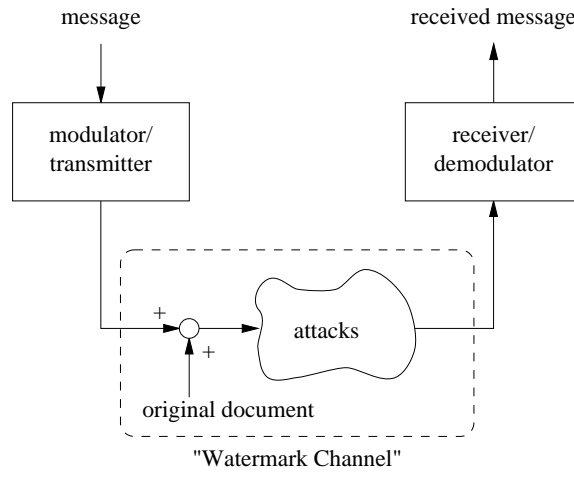 message
received message
modulator/
transmitter
receiver/
demodulator
+
+
attacks
original document
"Watermark Channel"